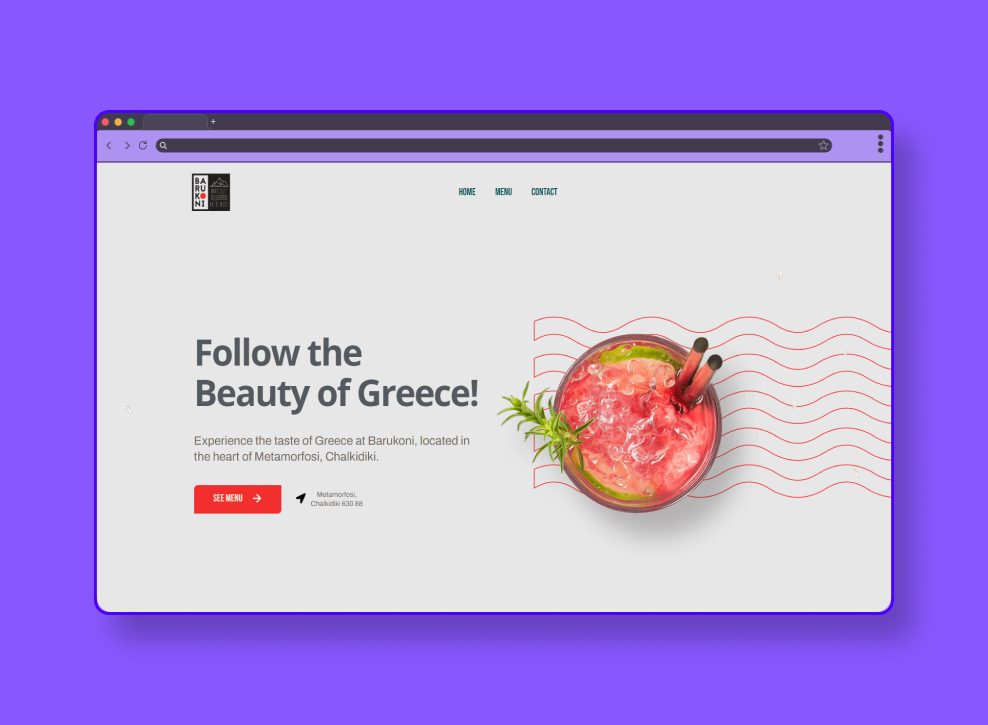 BA
RU
KO
NI
HOME MENU CONTACT
Follow the
Beauty of Greece!
Experience the taste of Greece at Barukoni, located in
the heart of Metamorfosi, Chalkidiki.
SEE MENU
Metamorfosi,
Chalkidiki 630 88